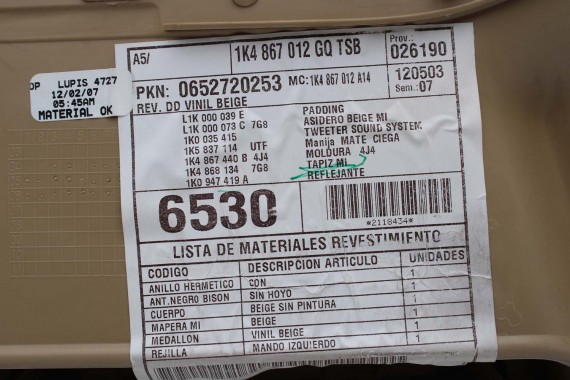 A5/ 1K4 867 012 GQ TSB Prov.: 026190
PKN: 0652720253 MC: 1K4 867 012 A14 120503
REV. DD VINIL BEIGE Sem.: 07
DP LUPIS 4727
12/02/07
05:45AM
MATERIAL OK
L1K 000 039 E PADDING
L1K 000 073 C 7G8 ASIDERO BEIGE MI
1K0 035 415 TWEETER SOUND SYSTEM
1K5 837 114 UTF Manija MATE CIEGA
1K4 867 440 B 4J4 MOLDURA 4J4
1K4 868 134 7G8 TAPIZ MI
1K0 947 419 A REFLEJANTE
6530
*2118434*
LISTA DE MATERIALES REVESTIMIENTO
CODIGO DESCRIPCION ARTICULO UNIDADES
ANILLO HERMETICO CON 1
ANT.NEGRO BISON SIN HOYO 1
CUERPO BEIGE SIN PINTURA 1
MAPERA MI BEIGE 1
MEDALLON VINIL BEIGE 1
REJILLA MANDO IZQUIERDO 1